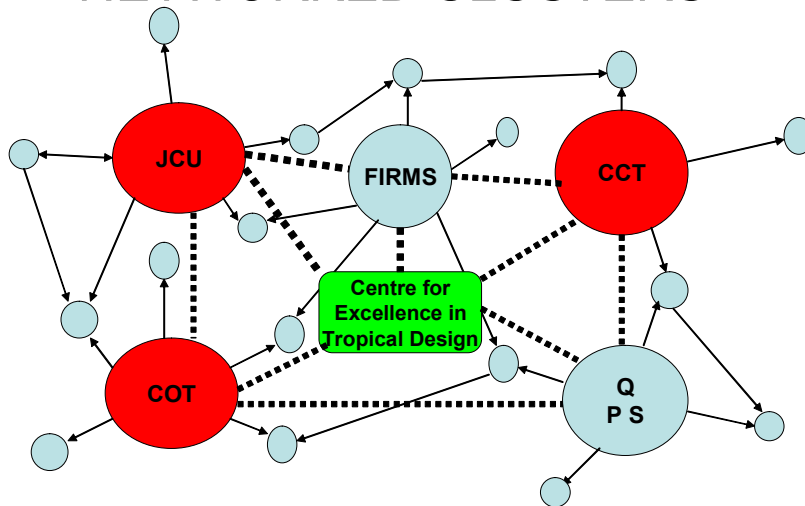 JCU
FIRMS
CCT
Centre for
Excellence in
Tropical Design
COT
Q
P S